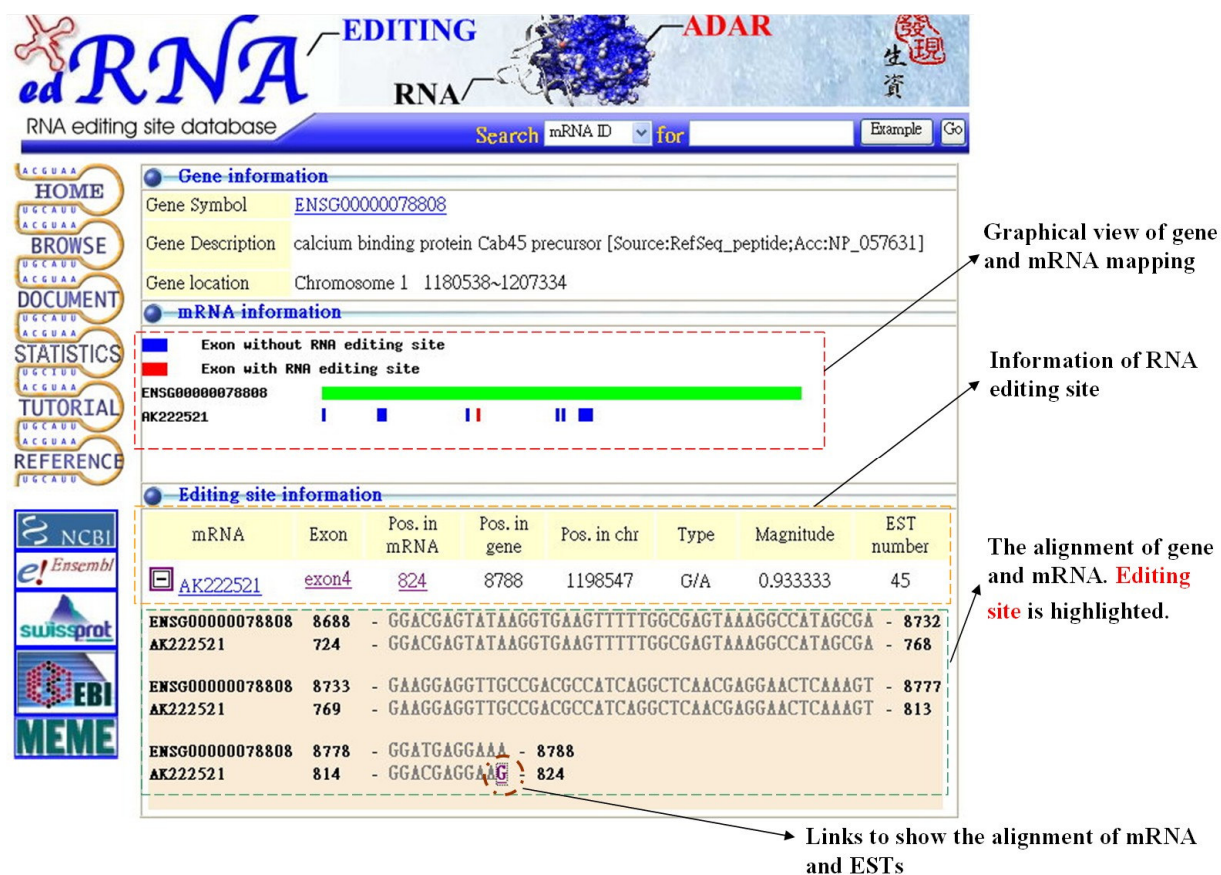 edRNA
EDITING
RNA
ADAR
發現
生資
RNA editing site database
Search mRNA ID for Example Go
ACGUAA
HOME
UGCAUU
ACGUAA
BROWSE
UGCAUU
ACGUAA
DOCUMENT
UGCAUU
ACGUAA
STATISTICS
UGCIUU
ACGUAA
TUTORIAL
UGCAUU
ACGUAA
REFERENCE
UGCAUU
NCBI
e! Ensembl
swissprot
EBI
MEME
Gene information
Gene Symbol ENSG00000078808
Gene Description calcium binding protein Cab45 precursor [Source:RefSeq_peptide;Acc:NP_057631]
Gene location Chromosome 1 1180538~1207334
mRNA information
Exon without RNA editing site
Exon with RNA editing site
ENSG00000078808
AK222521
Editing site information
mRNA Exon Pos. in mRNA Pos. in gene Pos. in chr Type Magnitude EST number
AK222521 exon4 824 8788 1198547 G/A 0.933333 45
ENSG00000078808 8688 - GGACGAGTATAAGGTGAAGTTTTTGGCGAGTAAAGGCCATAGCGA - 8732
AK222521 724 - GGACGAGTATAAGGTGAAGTTTTTGGCGAGTAAAGGCCATAGCGA - 768
ENSG00000078808 8733 - GAAGGAGGTTGCCGACGCCATCAGGCTCAACGAGGAACTCAAAGT - 8777
AK222521 769 - GAAGGAGGTTGCCGACGCCATCAGGCTCAACGAGGAACTCAAAGT - 813
ENSG00000078808 8778 - GGATGAGGAAA - 8788
AK222521 814 - GGACGAGGAAG - 824
Graphical view of gene
and mRNA mapping
Information of RNA
editing site
The alignment of gene
and mRNA. Editing
site is highlighted.
Links to show the alignment of mRNA
and ESTs